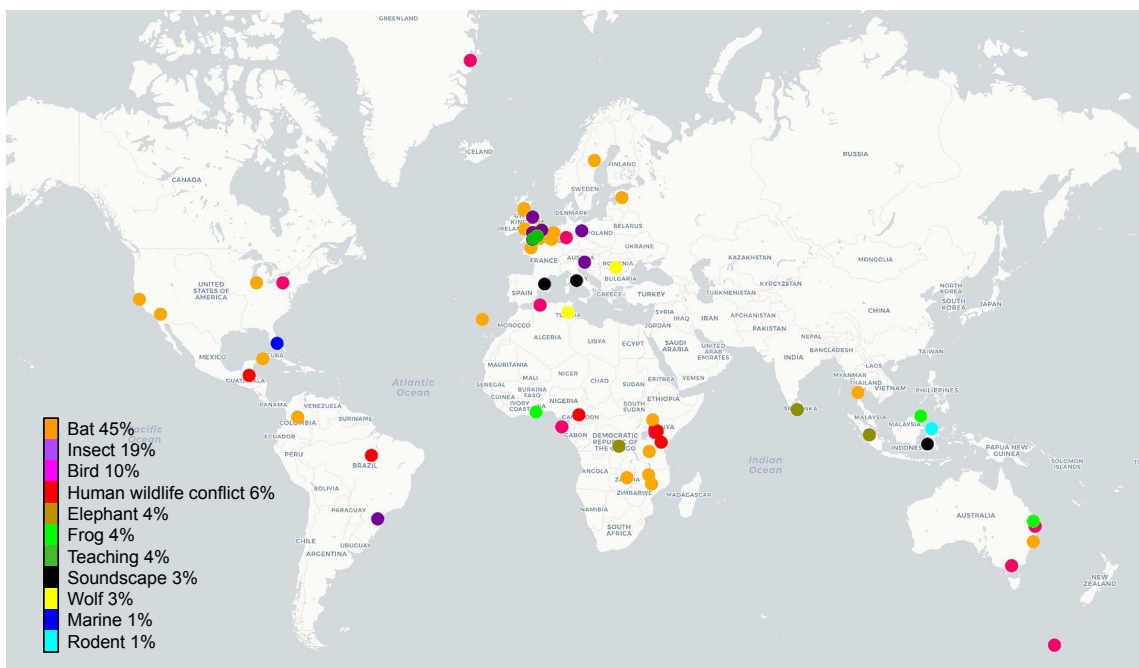 GREENLAND
ICELAND
RUSSIA
FINLAND
SWEDEN
CANADA
DENMARK
UNITED
KINGDOM
IRELAND
POLAND
BELARUS
UKRAINE
FRANCE
KAZAKHSTAN
MONGOLIA
BULGARIA
UNITED
STATES OF
AMERICA
SPAIN
GREECE
TURKEY
UZBEKISTAN
KYRGYZSTAN
TURKMENISTAN
NORTH
KOREA
SOUTH
KOREA
JAPAN
SYRIA
IRAQ
IRAN
AFGHANISTAN
CHINA
MOROCCO
JORDAN
PAKISTAN
NEPAL
ALGERIA
LIBYA
EGYPT
SAUDI
ARABIA
UNITED ARAB
EMIRATES
BANGLADESH
TAIWAN
MEXICO
CUBA
INDIA
MYANMAR
LAOS
MAURITANIA
MALI
NIGER
CHAD
SUDAN
ERITREA
YEMEN
THAILAND
VIETNAM
PHILIPPINES
GUATEMALA
Atlantic
Ocean
SENEGAL
BURKINA
FASO
GUINEA
IVORY
NIGERIA
SOUTH
SUDAN
ETHIOPIA
PANAMA
VENEZUELA
SURINAME
COLOMBIA
CAMEROON
SRI LANKA
MALAYSIA
MALAYSIA
ECUADOR
GABON
DEMOCRATIC
REPUBLIC
OF THE
CONGO
Pacific
Ocean
PERU
BRAZIL
Indian
Ocean
PAPUA NEW
GUINEA
SOLOMON
ISLANDS
BOLIVIA
ANGOLA
ZAMBIA
ZIMBABWE
MADAGASCAR
NAMIBIA
PARAGUAY
AUSTRALIA
CHILE
URUGUAY
ARGENTINA
SOUTH
AFRICA
NEW
ZEALAND
Bat 45%
Insect 19%
Bird 10%
Human wildlife conflict 6%
Elephant 4%
Frog 4%
Teaching 4%
Soundscape 3%
Wolf 3%
Marine 1%
Rodent 1%